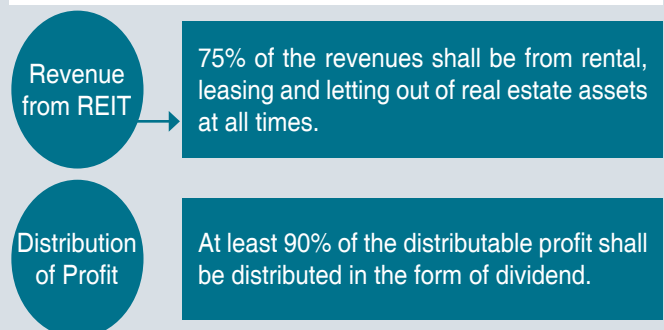 Revenue
from REIT
75% of the revenues shall be from rental,
leasing and letting out of real estate assets
at all times.
Distribution
of Profit
At least 90% of the distributable profit shall
be distributed in the form of dividend.